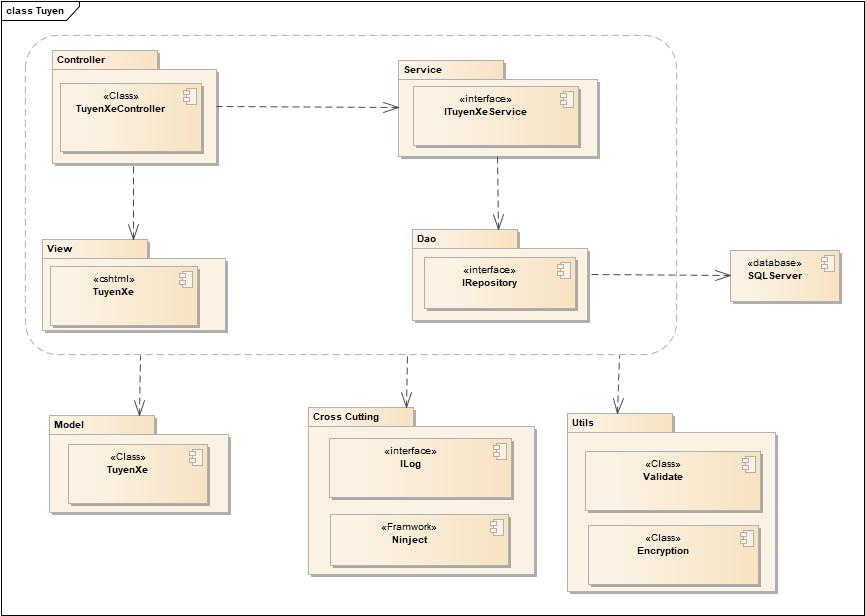 class Tuyen
Controller
«Class»
TuyenXeController
Service
«interface»
ITuyenXeService
View
«cshtml»
TuyenXe
Dao
«interface»
IRepository
«database»
SQLServer
Model
«Class»
TuyenXe
Cross Cutting
«interface»
ILog
«Framwork»
Ninject
Utils
«Class»
Validate
«Class»
Encryption